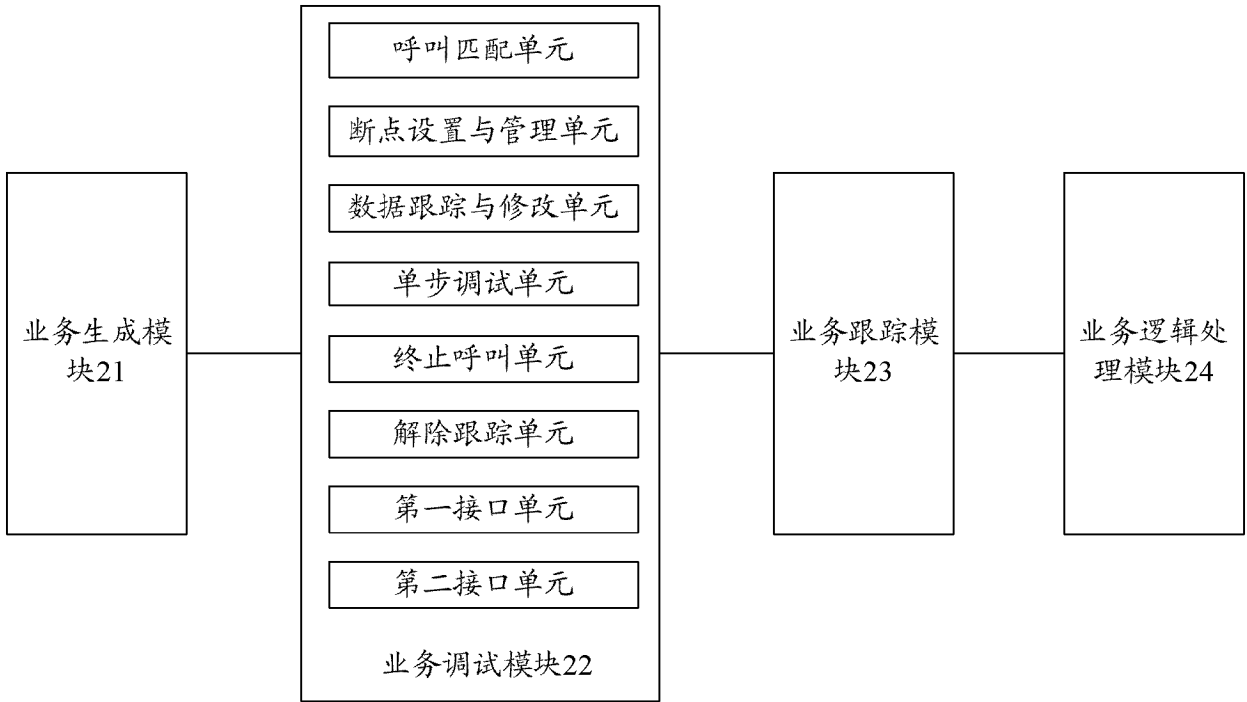 呼叫匹配单元
断点设置与管理单元
数据跟踪与修改单元
单步调试单元
终止呼叫单元
解除跟踪单元
第一接口单元
第二接口单元
业务调试模块22
业务生成模
块21
业务跟踪模
块23
业务逻辑处
理模块24